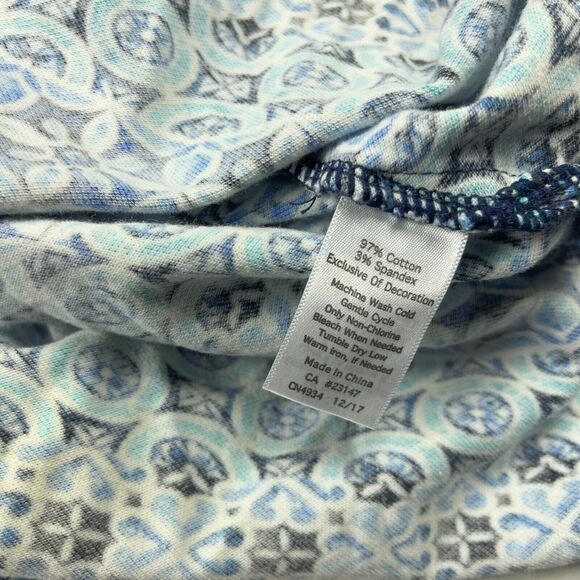 97% Cotton
3% Spandex
Exclusive Of Decoration
Machine Wash Cold
Gentle Cycle
Only Non-Chlorine
Bleach When Needed
Tumble Dry Low
Warm Iron, If Needed
Made in China
CA #23147
CN4934 12/17